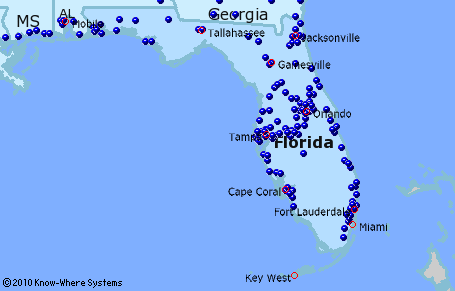 Georgia
AL
MS
Mobile
Tallahassee
Jacksonville
Gainesville
Orlando
Tampa
Florida
Cape Coral
Fort Lauderdale
Miami
Key West
©2010 Know-Where Systems